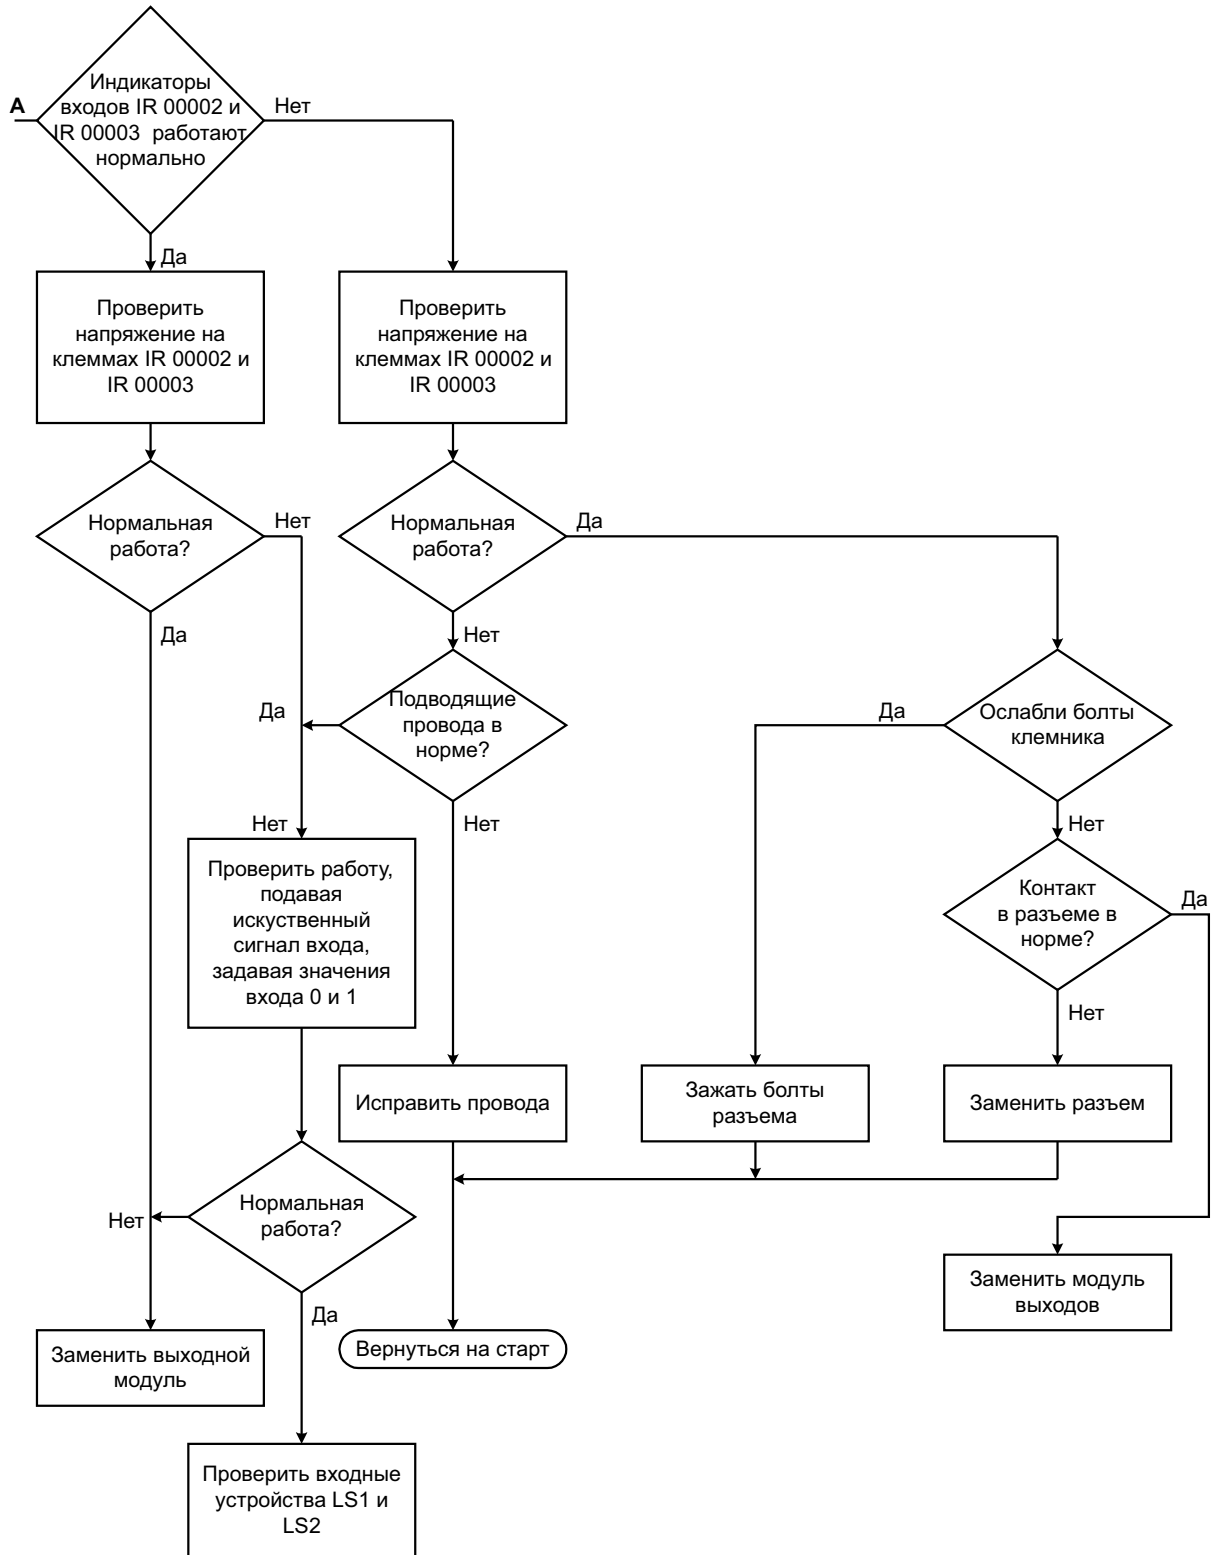 Индикаторы
входов IR 00002 и
IR 00003 работают
нормально
А
Нет
Да
Проверить
напряжение на
клеммах IR 00002 и
IR 00003
Проверить
напряжение на
клеммах IR 00002 и
IR 00003
Нормальная
работа?
Нет
Да
Нормальная
работа?
Да
Нет
Подводящие
провода в
норме?
Да
Нет
Ослабли болты
клемника
Да
Нет
Нет
Проверить работу,
подавая
искуственный
сигнал входа,
задавая значения
входа 0 и 1
Контакт
в разъеме в
норме?
Да
Нет
Исправить провода
Зажать болты
разъема
Заменить разъем
Нормальная
работа?
Нет
Да
Заменить модуль
выходов
Заменить выходной
модуль
Вернуться на старт
Проверить входные
устройства LS1 и
LS2